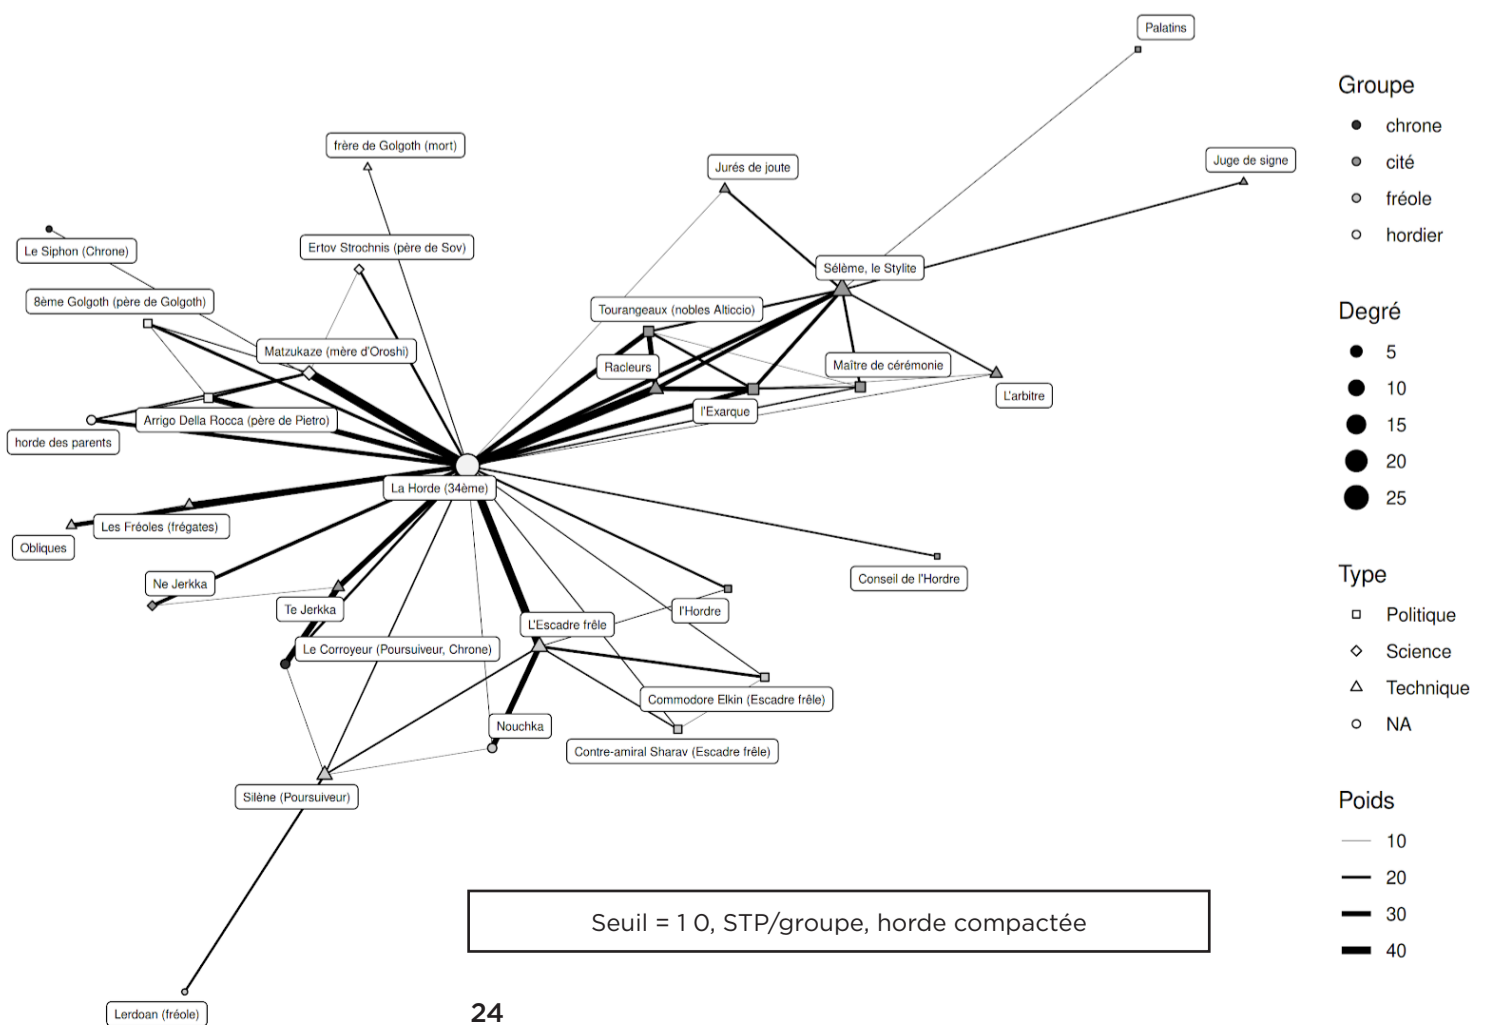 Palatins
Groupe
chrone
cité
fréole
hordier
frère de Golgoth (mort)
Jurés de joute
Juge de signe
Le Siphon (Chrone)
Ertov Strochnis (père de Sov)
Sélème, le Stylite
8ème Golgoth (père de Golgoth)
Tourangeaux (nobles Alticcio)
Degré
5
10
15
20
25
Matzukaze (mère d'Oroshi)
Racleurs
Maître de cérémonie
L'arbitre
l'Exarque
Arrigo Della Rocca (père de Pietro)
horde des parents
La Horde (34ème)
Les Fréoles (frégates)
Obliques
Ne Jerkka
Te Jerkka
Conseil de l'Hordre
l'Hordre
L'Escadre frêle
Type
Politique
Science
Technique
NA
Le Corroyeur (Poursuiveur, Chrone)
Commodore Elkin (Escadre frêle)
Nouchka
Contre-amiral Sharav (Escadre frêle)
Silène (Poursuiveur)
Poids
10
20
30
40
Seuil = 1 0, STP/groupe, horde compactée
Lerdoan (fréole)
24